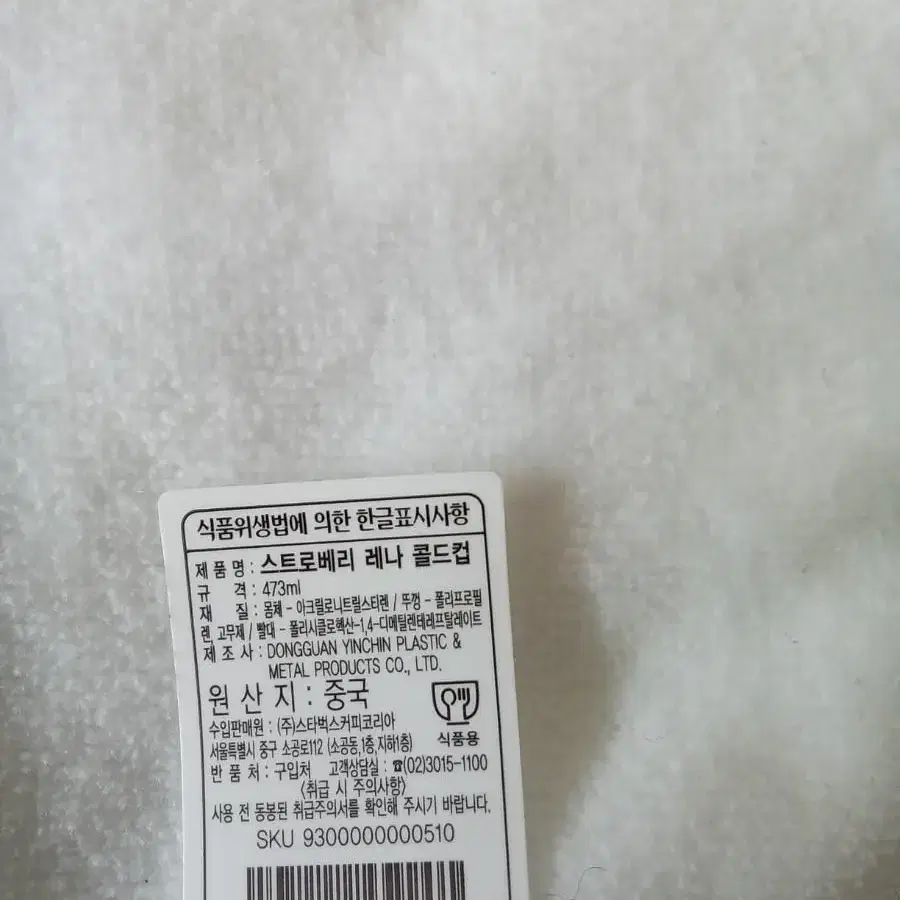 식품위생법에 의한 한글표시사항
제 품 명 : 스트로베리 레나 콜드컵
규 격 : 473ml
재 질 : 몸체 - 아크릴로니트릴스티렌 / 뚜껑 - 폴리프로필
렌, 고무제 / 빨대 - 폴리시클로헥산-1,4-디메틸렌테레프탈레이트
제 조 사 : DONGGUAN YINCHIN PLASTIC &
METAL PRODUCTS CO., LTD.
원 산 지 : 중국
식품용
수입판매원 : (주)스타벅스커피코리아
서울특별시 중구 소공로112 (소공동,1층,지하1층)
반 품 처 : 구입처 고객상담실 : ☎(02)3015-1100
〈취급 시 주의사항〉
사용 전 동봉된 취급주의서를 확인해 주시기 바랍니다.
SKU 9300000000510